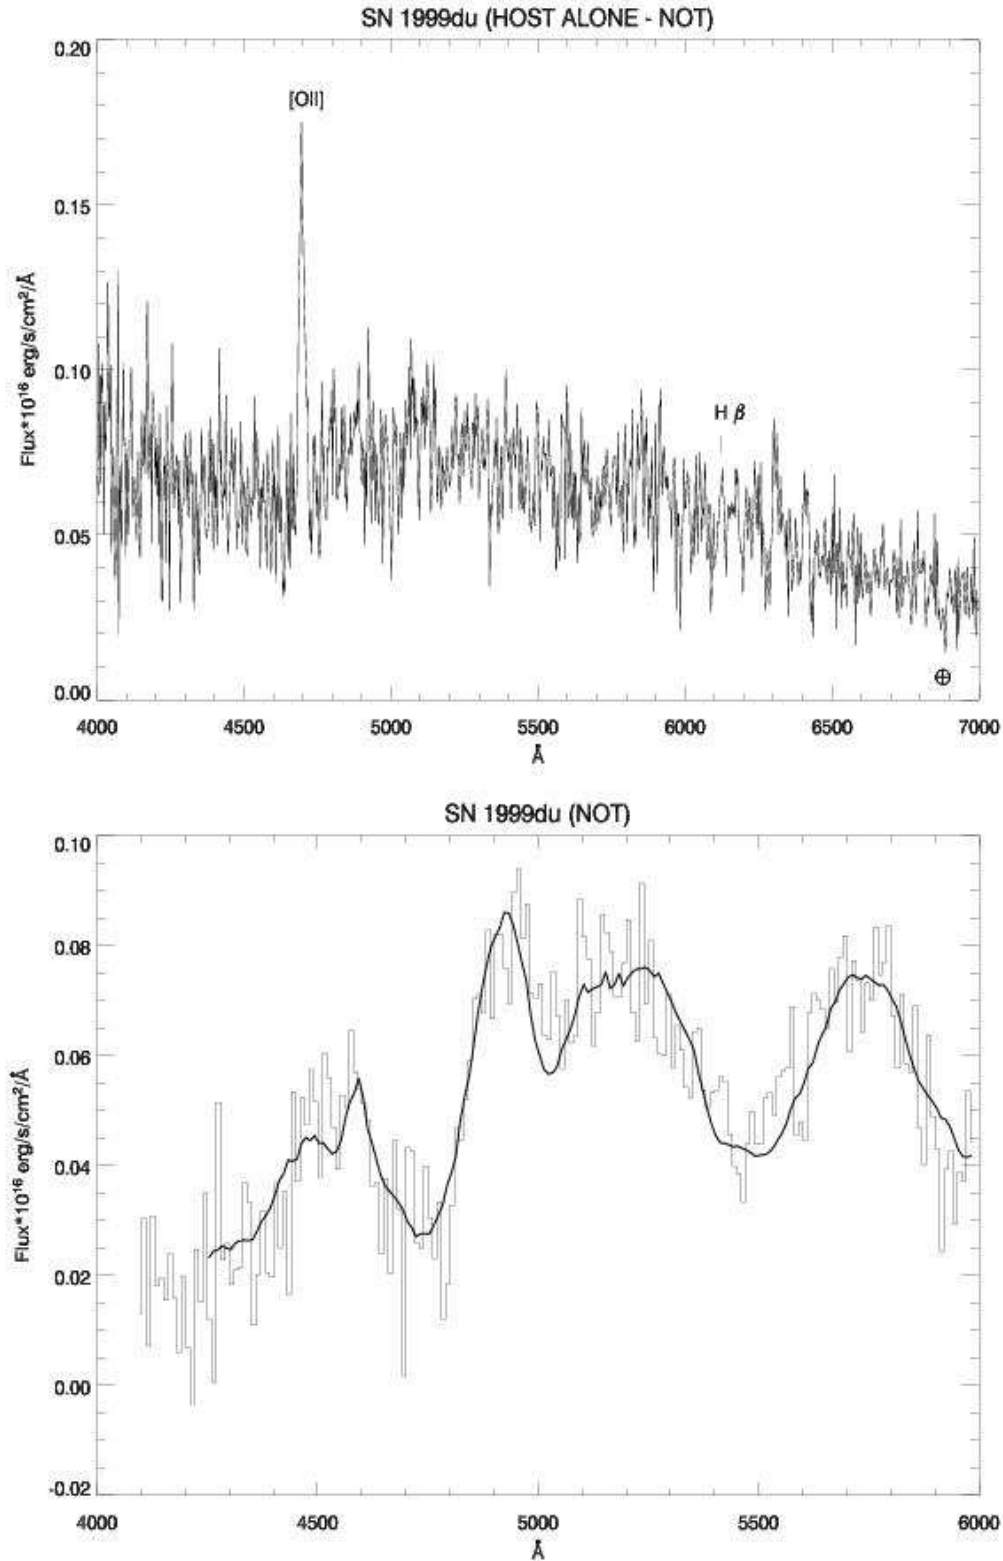 SN 1999du (HOST ALONE - NOT)
0.20
[OII]
0.15
Flux*10¹⁶ erg/s/cm²/Å
0.10
H β
0.05
⊕
0.00
4000 4500 5000 5500 6000 6500 7000
Å
SN 1999du (NOT)
0.10
0.08
0.06
Flux*10¹⁶ erg/s/cm²/Å
0.04
0.02
0.00
-0.02
4000 4500 5000 5500 6000
Å